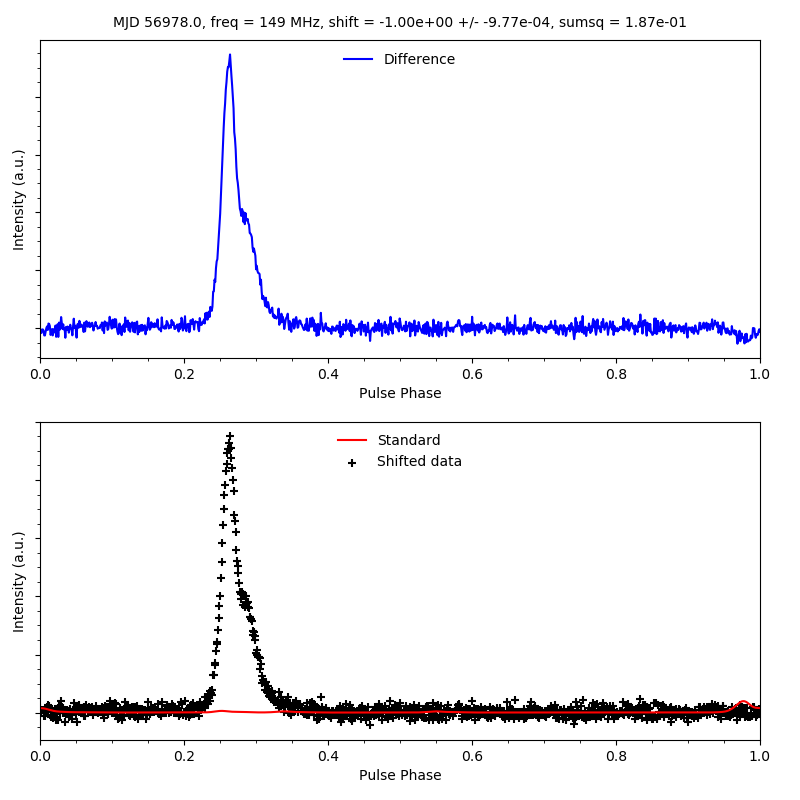 MJD 56978.0, freq = 149 MHz, shift = -1.00e+00 +/- -9.77e-04, sumsq = 1.87e-01
Difference
Intensity (a.u.)
0.0 0.2 0.4 0.6 0.8 1.0
Pulse Phase
Standard
Shifted data
Intensity (a.u.)
0.0 0.2 0.4 0.6 0.8 1.0
Pulse Phase